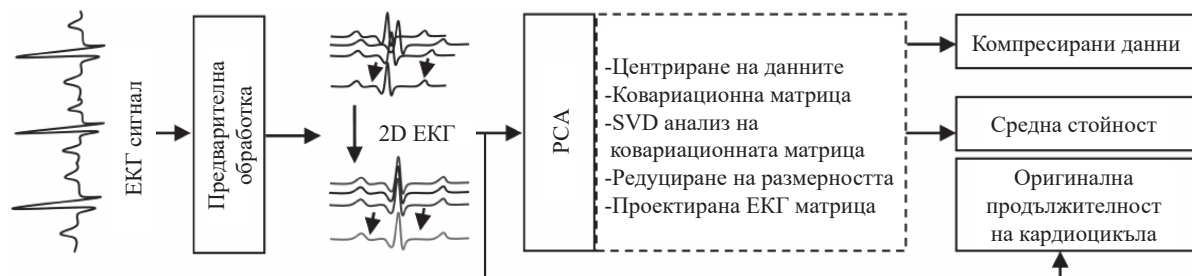 ЕКГ сигнал
Предварителна
обработка
2D ЕКГ
PCA
-Центриране на данните
-Ковариационна матрица
-SVD анализ на
ковариационната матрица
-Редуциране на размерността
-Проектирана ЕКГ матрица
Компресирани данни
Средна стойност
Оригинална
продължителност
на кардиоцикъла